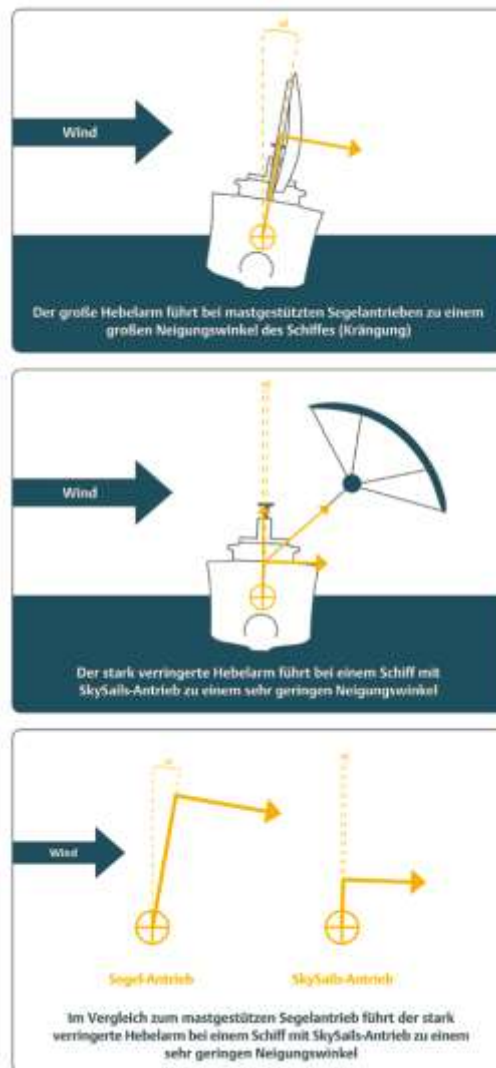 Wind
Der große Hebelarm führt bei mastgestützten Segelantrieben zu einem
großen Neigungswinkel des Schiffes (Krängung)
Wind
Der stark verringerte Hebelarm führt bei einem Schiff mit
SkySails-Antrieb zu einem sehr geringen Neigungswinkel
Wind
Segel-Antrieb
SkySails-Antrieb
Im Vergleich zum mastgestützen Segelantrieb führt der stark
verringerte Hebelarm bei einem Schiff mit SkySails-Antrieb zu einem
sehr geringen Neigungswinkel